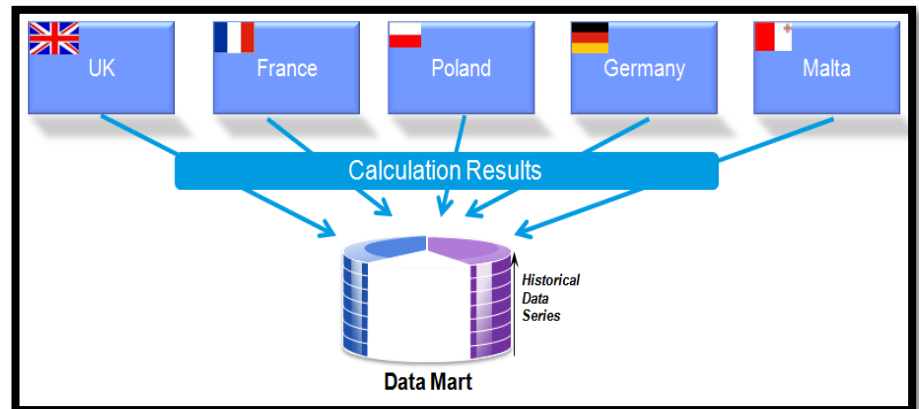 UK
France
Poland
Germany
Malta
Calculation Results
Historical
Data
Series
Data Mart